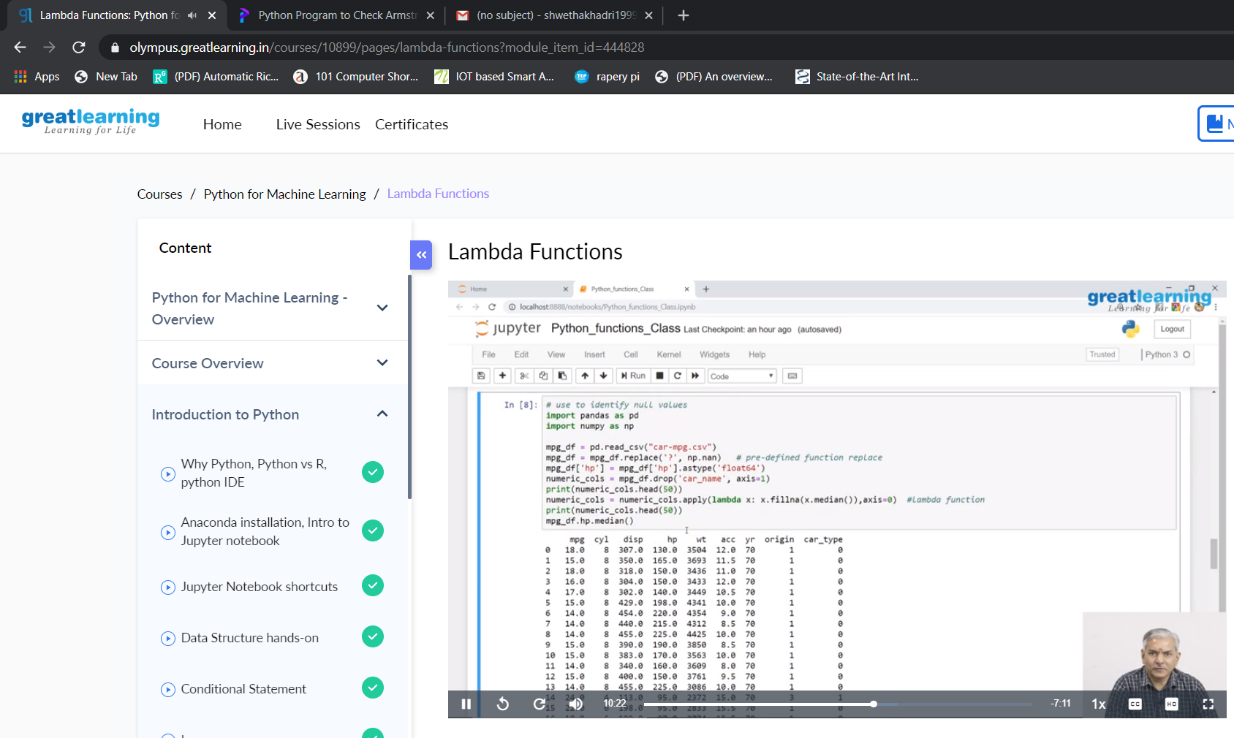 Lambda Functions: Python fo
Python Program to Check Armstr
(no subject) - shwethakhadri1999
olympus.greatlearning.in/courses/10899/pages/lambda-functions?module_item_id=444828
Apps New Tab (PDF) Automatic Ric... 101 Computer Shor... IOT based Smart A... rapery pi (PDF) An overview... State-of-the-Art Int...
greatlearning
Learning for Life
Home Live Sessions Certificates
N
Courses / Python for Machine Learning / Lambda Functions
Content
Python for Machine Learning -
Overview
Course Overview
Introduction to Python
Why Python, Python vs R,
python IDE
Anaconda installation, Intro to
Jupyter notebook
Jupyter Notebook shortcuts
Data Structure hands-on
Conditional Statement
Lambda Functions
Home Python_functions_Class
localhost:8888/notebooks/Python_functions_Class.ipynb
greatlearning
Learning for Life
jupyter Python_functions_Class Last Checkpoint: an hour ago (autosaved)
Logout
File Edit View Insert Cell Kernel Widgets Help Trusted Python 3
Run Code
In [8]: # use to identify null values
import pandas as pd
import numpy as np
mpg_df = pd.read_csv("car-mpg.csv")
mpg_df = mpg_df.replace('?', np.nan) # pre-defined function replace
mpg_df['hp'] = mpg_df['hp'].astype('float64')
numeric_cols = mpg_df.drop('car_name', axis=1)
print(numeric_cols.head(50))
numeric_cols = numeric_cols.apply(lambda x: x.fillna(x.median()),axis=0) #lambda function
print(numeric_cols.head(50))
mpg_df.hp.median()
mpg cyl disp hp wt acc yr origin car_type
0 18.0 8 307.0 130.0 3504 12.0 70 1 0
1 15.0 8 350.0 165.0 3693 11.5 70 1 0
2 18.0 8 318.0 150.0 3436 11.0 70 1 0
3 16.0 8 304.0 150.0 3433 12.0 70 1 0
4 17.0 8 302.0 140.0 3449 10.5 70 1 0
5 15.0 8 429.0 198.0 4341 10.0 70 1 0
6 14.0 8 454.0 220.0 4354 9.0 70 1 0
7 14.0 8 440.0 215.0 4312 8.5 70 1 0
8 14.0 8 455.0 225.0 4425 10.0 70 1 0
9 15.0 8 390.0 190.0 3850 8.5 70 1 0
10 15.0 8 383.0 170.0 3563 10.0 70 1 0
11 14.0 8 340.0 160.0 3609 8.0 70 1 0
12 15.0 8 400.0 150.0 3761 9.5 70 1 0
13 14.0 8 455.0 225.0 3086 10.0 70 1 0
10:22 -7:11 1x CC HD